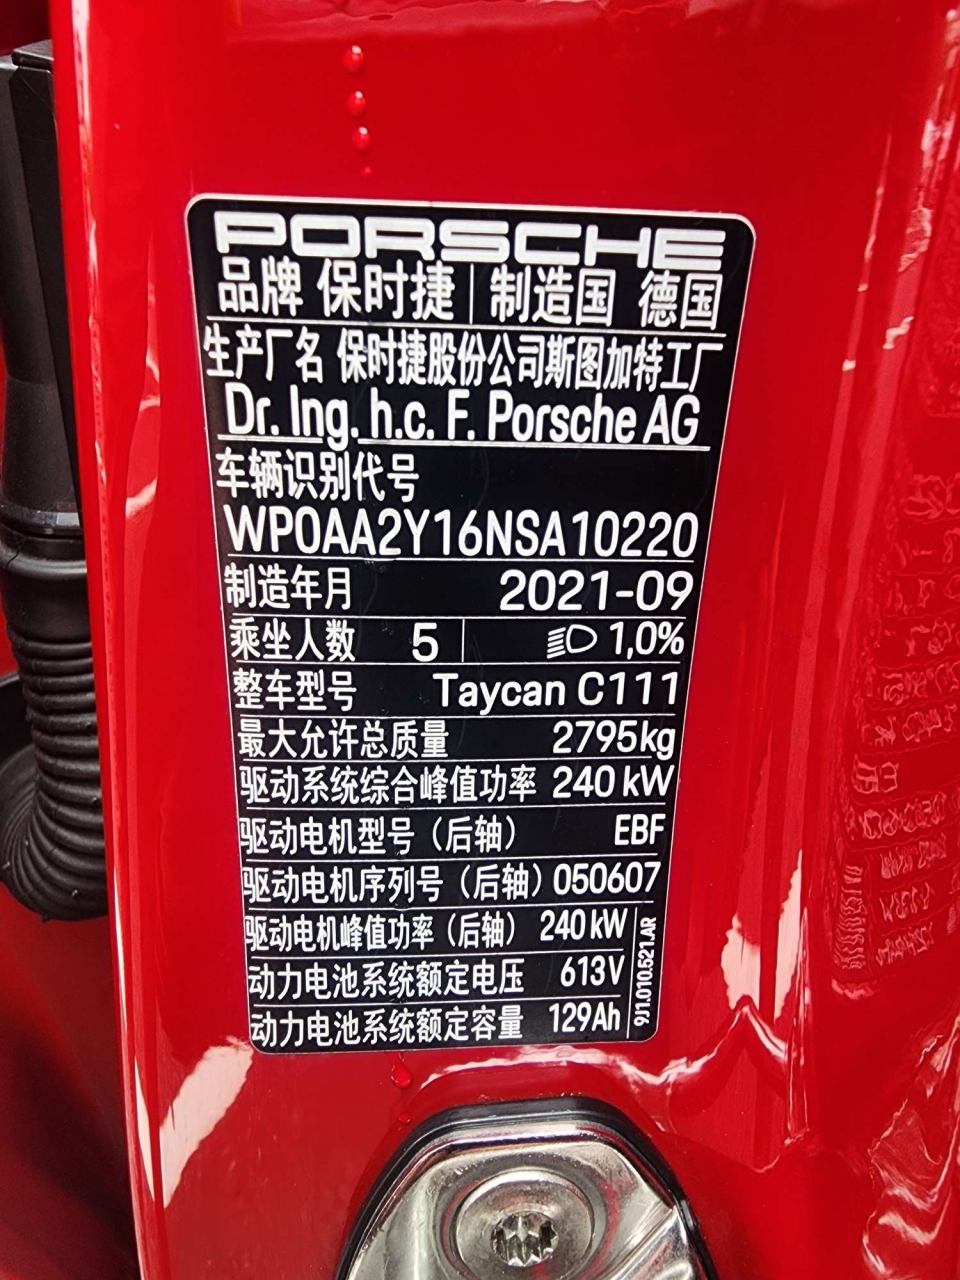 PORSCHE
品牌 保时捷 制造国 德国
生产厂名 保时捷股份公司斯图加特工厂
Dr. Ing. h.c. F. Porsche AG
车辆识别代号
WP0AA2Y16NSA10220
制造年月 2021-09
乘坐人数 5 1,0%
整车型号 Taycan C111
最大允许总质量 2795kg
驱动系统综合峰值功率 240 kW
驱动电机型号（后轴） EBF
驱动电机序列号（后轴） 050607
驱动电机峰值功率（后轴） 240 kW
动力电池系统额定电压 613V
动力电池系统额定容量 129Ah
9J1.010.521.AR